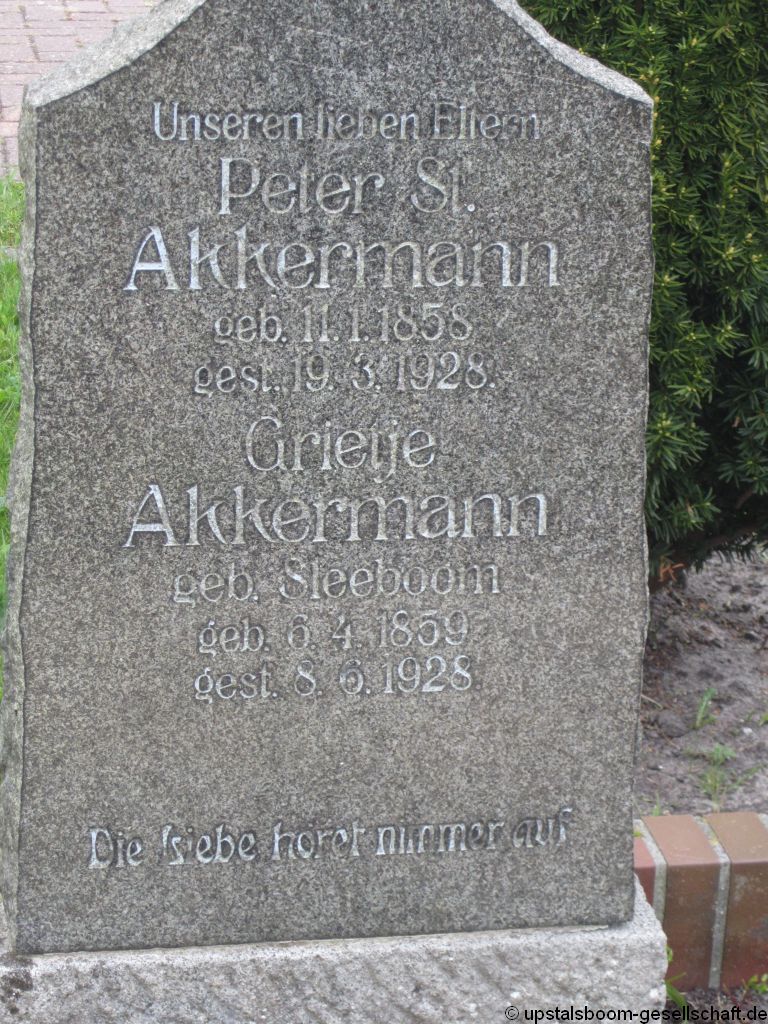 Unseren lieben Eltern
Peter St.
Akkermann
geb. 11. 1. 1858
gest. 19. 3. 1928.
Grietje
Akkermann
geb. Sleeboom
geb. 6. 4. 1859
gest. 8. 6. 1928.
Die Liebe höret nimmer auf
© upstalsboom-gesellschaft.de